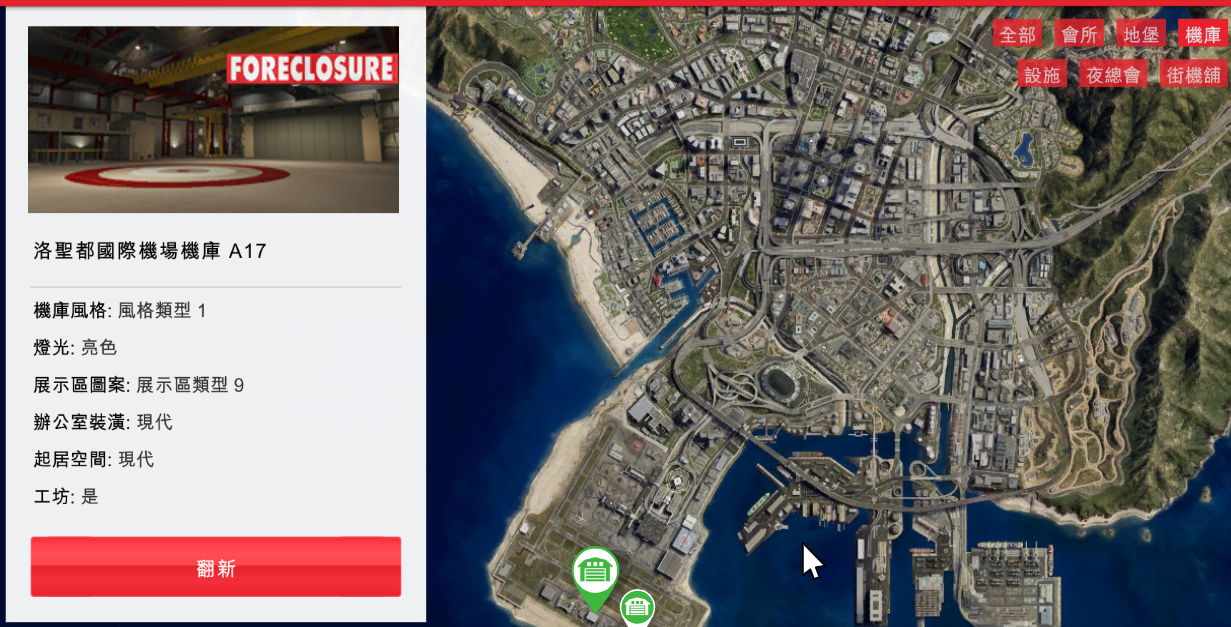 FORECLOSURE
洛聖都國際機場機庫 A17
機庫風格: 風格類型 1
燈光: 亮色
展示區圖案: 展示區類型 9
辦公室裝潢: 現代
起居空間: 現代
工坊: 是
翻新
全部 會所 地堡 機庫
設施 夜總會 街機舖